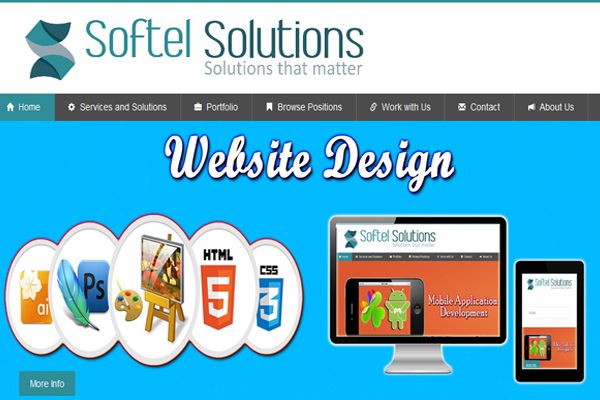 Softel Solutions
Solutions that matter
Home Services and Solutions Portfolio Browse Positions Work with Us Contact About Us
Website Design
ai Ps HTML 5 CSS 3
Softel Solutions
Solutions that matter
Mobile Application
Development
Softel Solutions
More Info